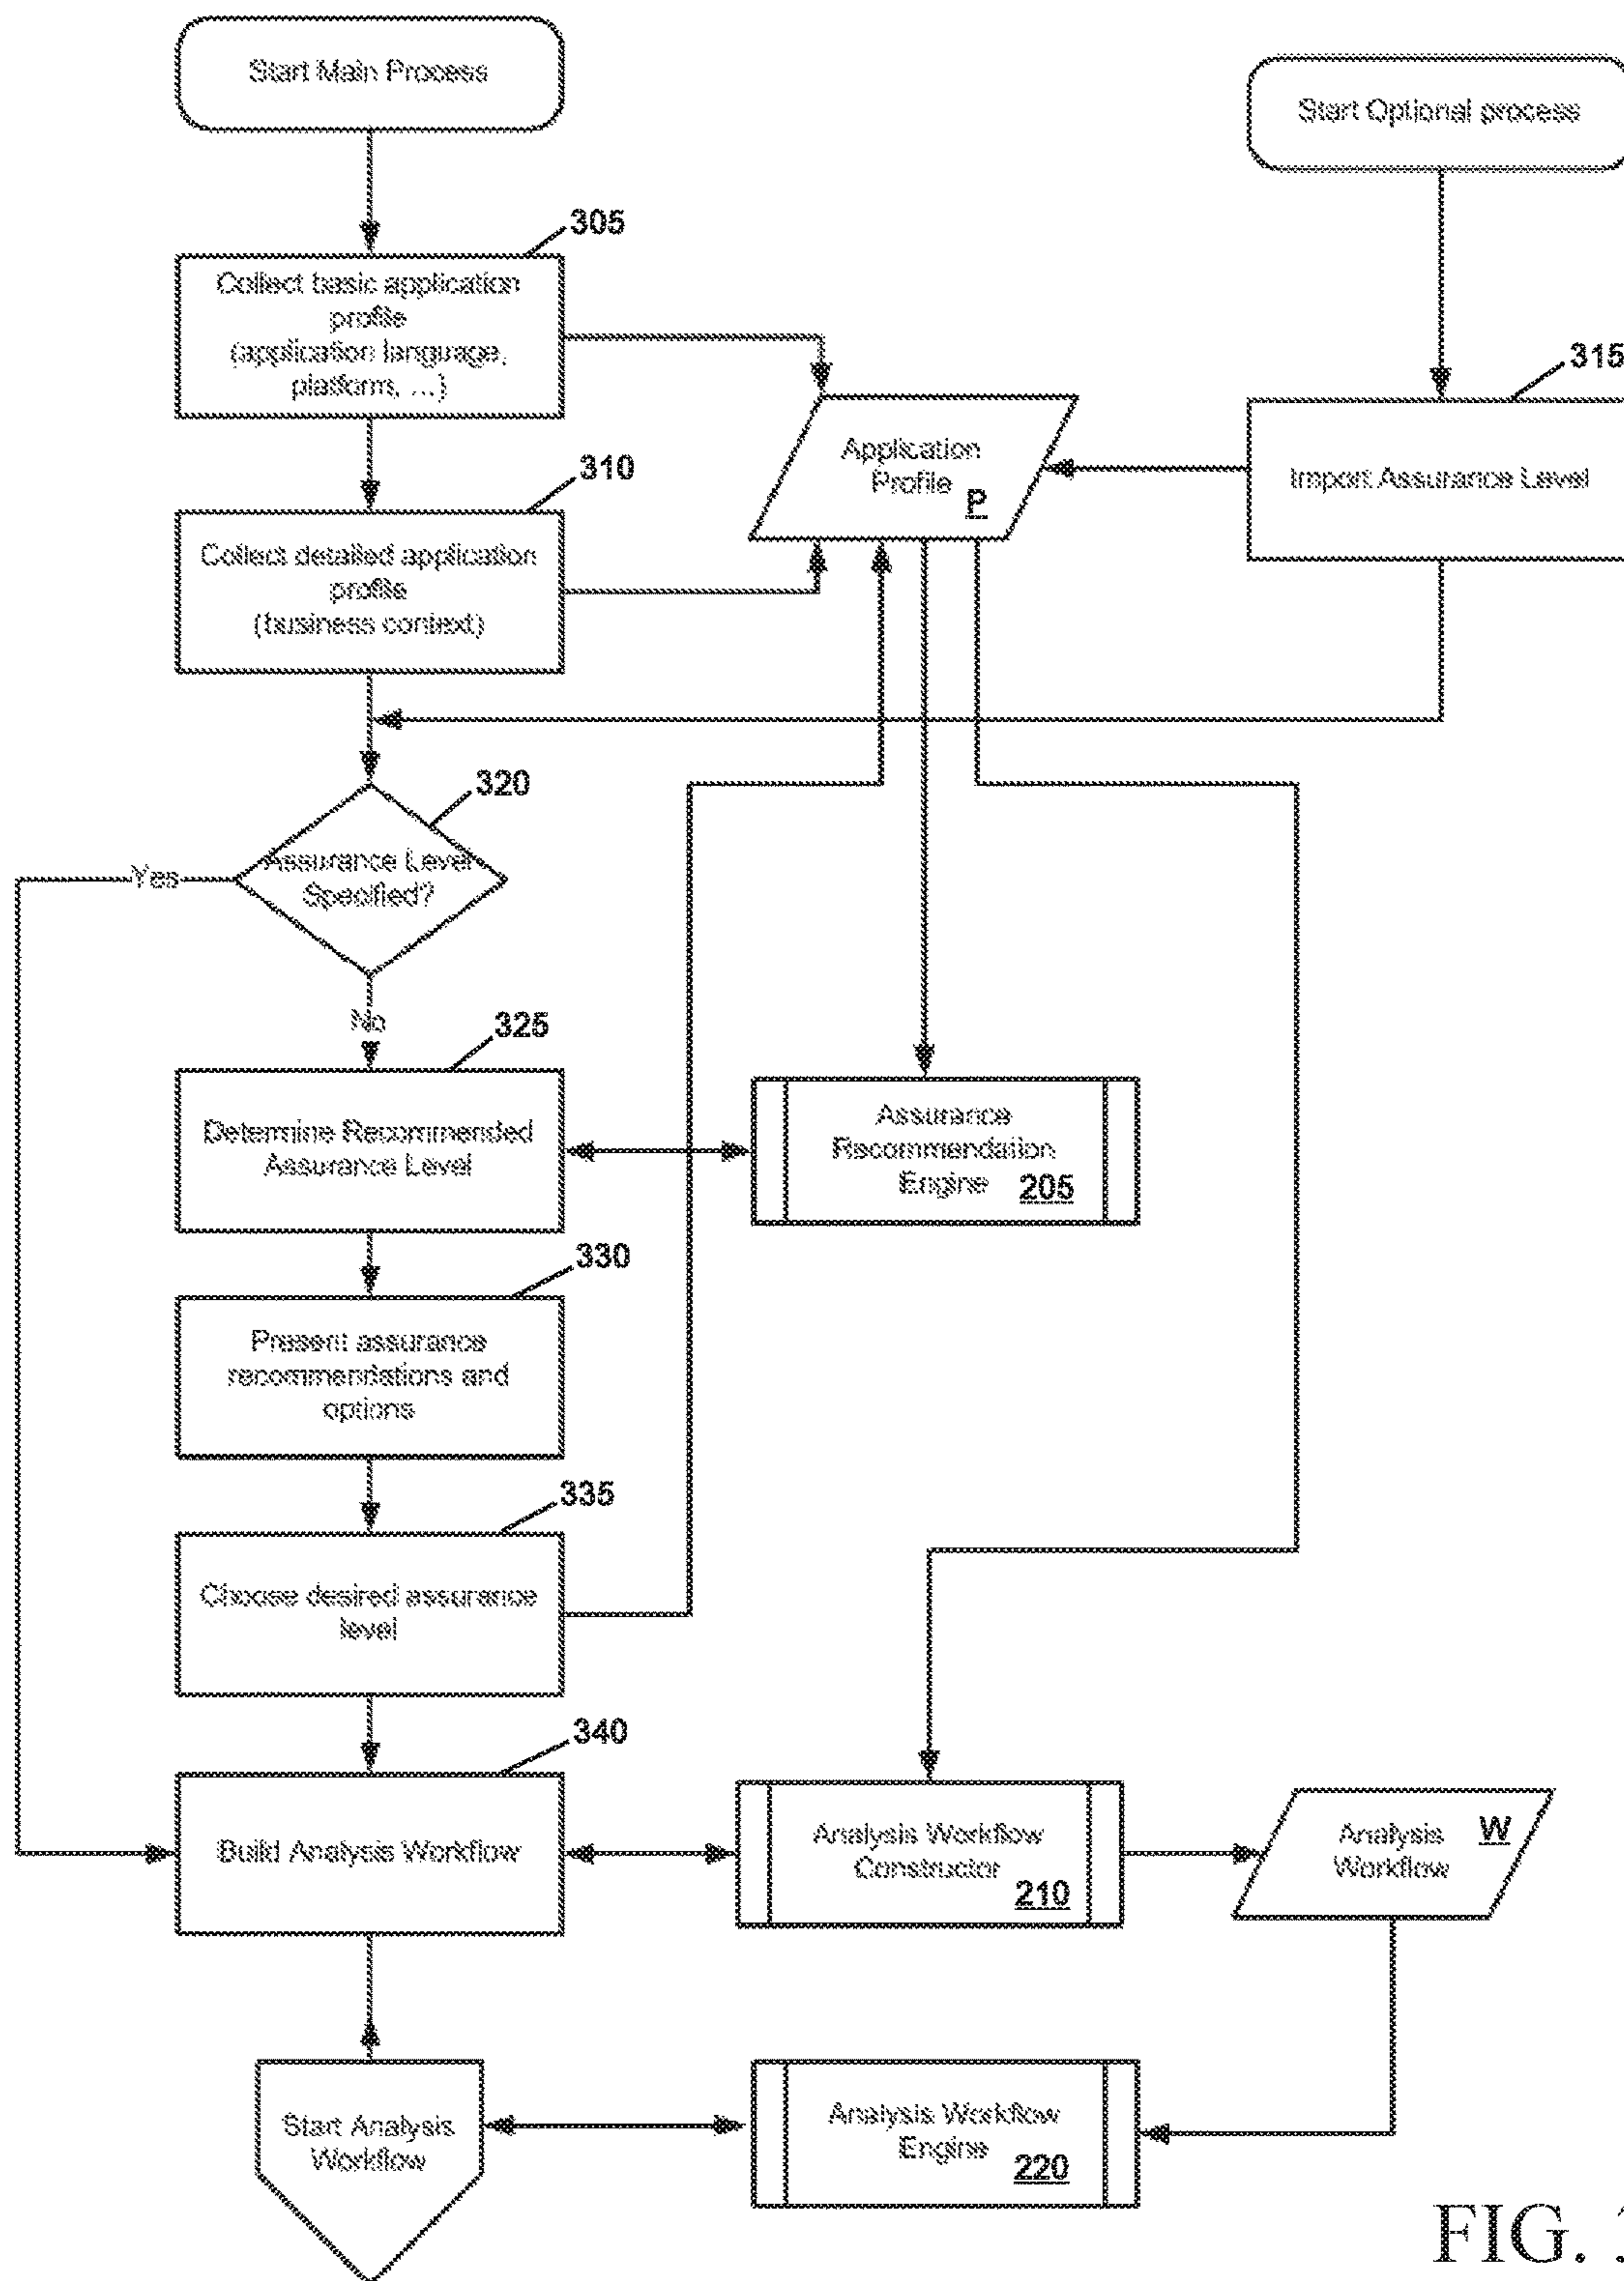 Start Main Process
Start Optional process
305
Collect basic application
profile
(application language,
platform, ...)
315
Application
Profile
P
Import Assurance Level
310
Collect detailed application
profile
(business context)
320
Assurance Level
Specified?
Yes
No
325
Determine Recommended
Assurance Level
Assurance
Recommendation
Engine
205
330
Present assurance
recommendations and
options
335
Choose desired assurance
level
340
Build Analysis Workflow
Analysis Workflow
Constructor
210
Analysis
Workflow
W
Start Analysis
Workflow
Analysis Workflow
Engine
220
FIG.